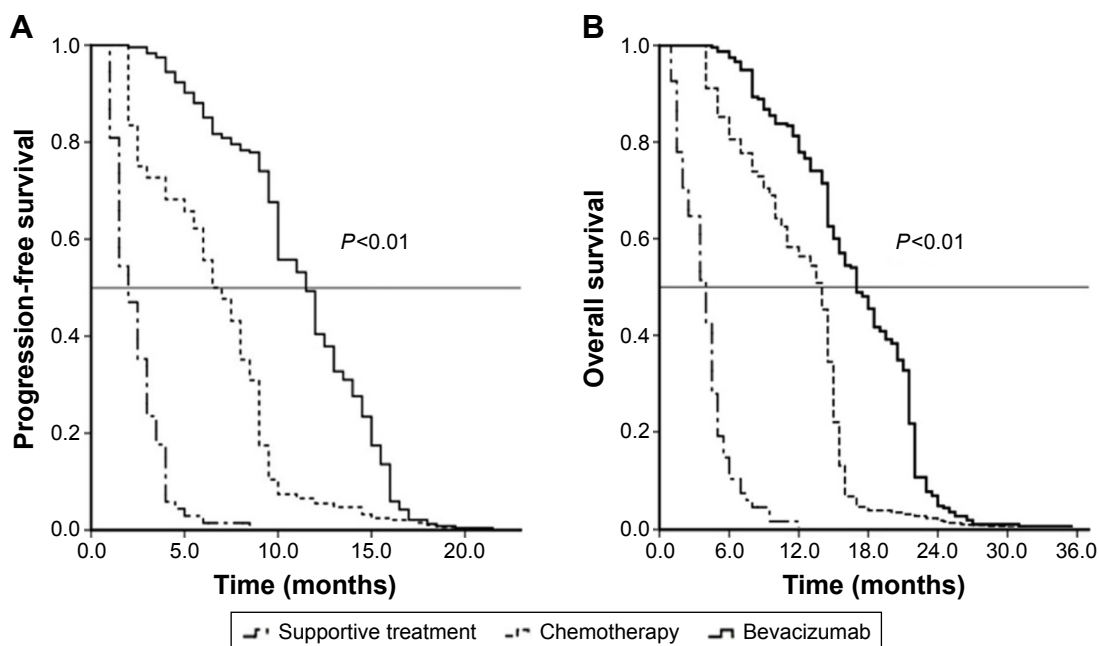 A
Progression-free survival
1.0
0.8
0.6
0.4
0.2
0.0
P<0.01
0.0 5.0 10.0 15.0 20.0
Time (months)
B
Overall survival
1.0
0.8
0.6
0.4
0.2
0.0
P<0.01
0.0 6.0 12.0 18.0 24.0 30.0 36.0
Time (months)
Supportive treatment Chemotherapy Bevacizumab